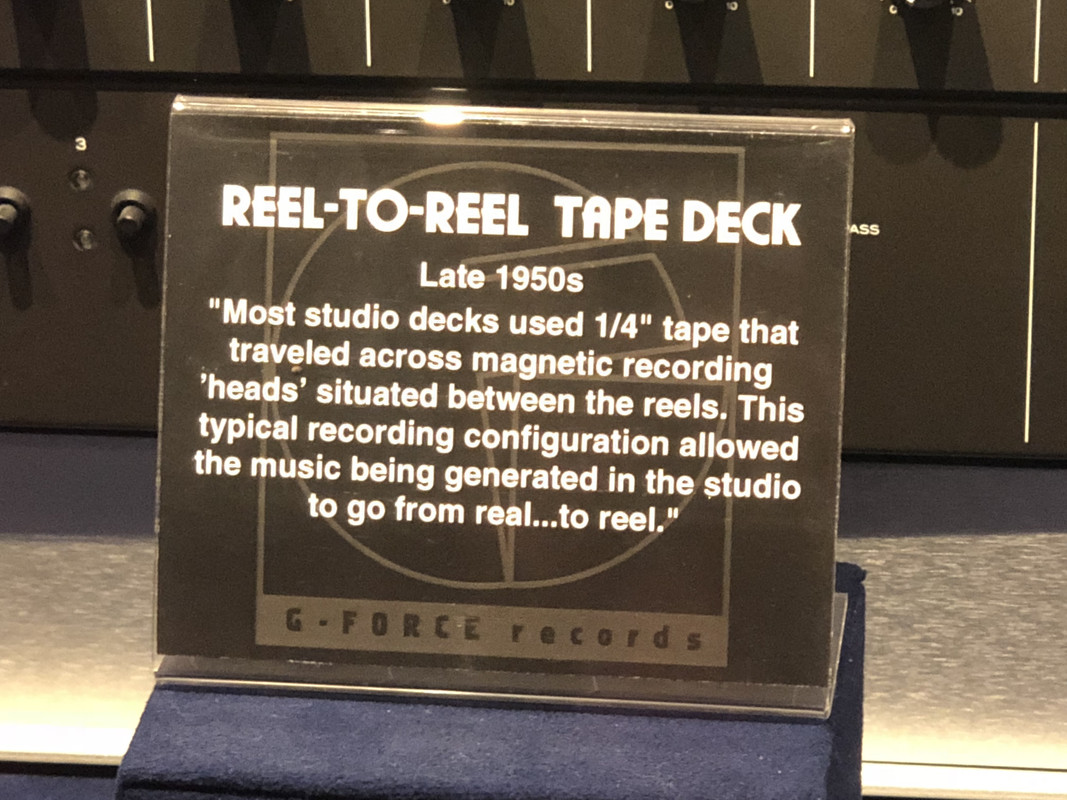 3
ASS
REEL-TO-REEL TAPE DECK
Late 1950s
"Most studio decks used 1/4" tape that
traveled across magnetic recording
'heads' situated between the reels. This
typical recording configuration allowed
the music being generated in the studio
to go from real...to reel."
G-FORCE records